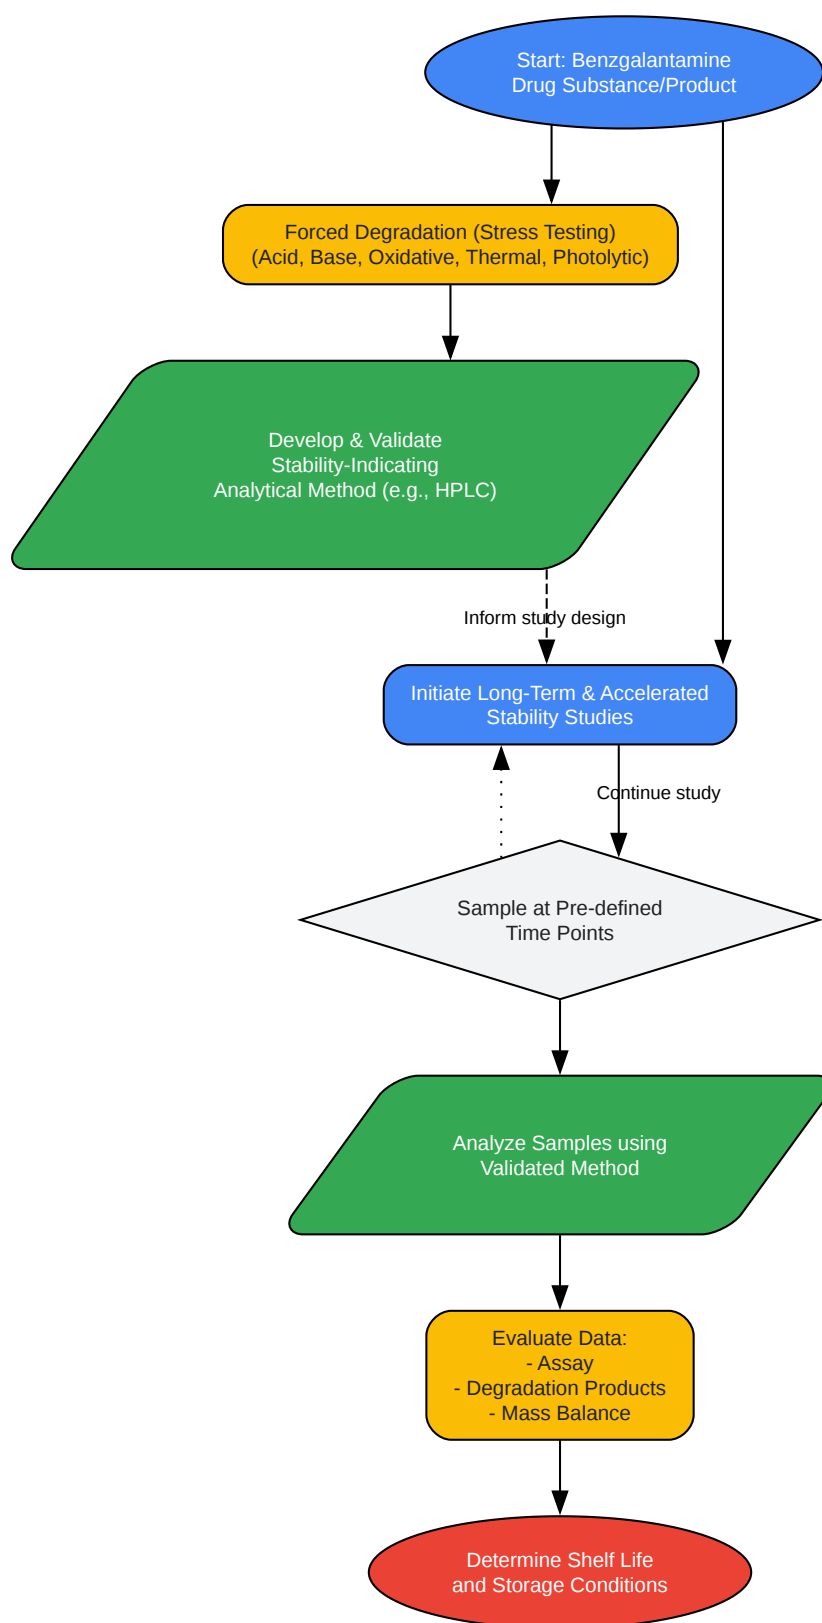 Start: Benzgalantamine
Drug Substance/Product
Forced Degradation (Stress Testing)
(Acid, Base, Oxidative, Thermal, Photolytic)
Develop & Validate
Stability-Indicating
Analytical Method (e.g., HPLC)
Inform study design
Initiate Long-Term & Accelerated
Stability Studies
Continue study
Sample at Pre-defined
Time Points
Analyze Samples using
Validated Method
Evaluate Data:
- Assay
- Degradation Products
- Mass Balance
Determine Shelf Life
and Storage Conditions